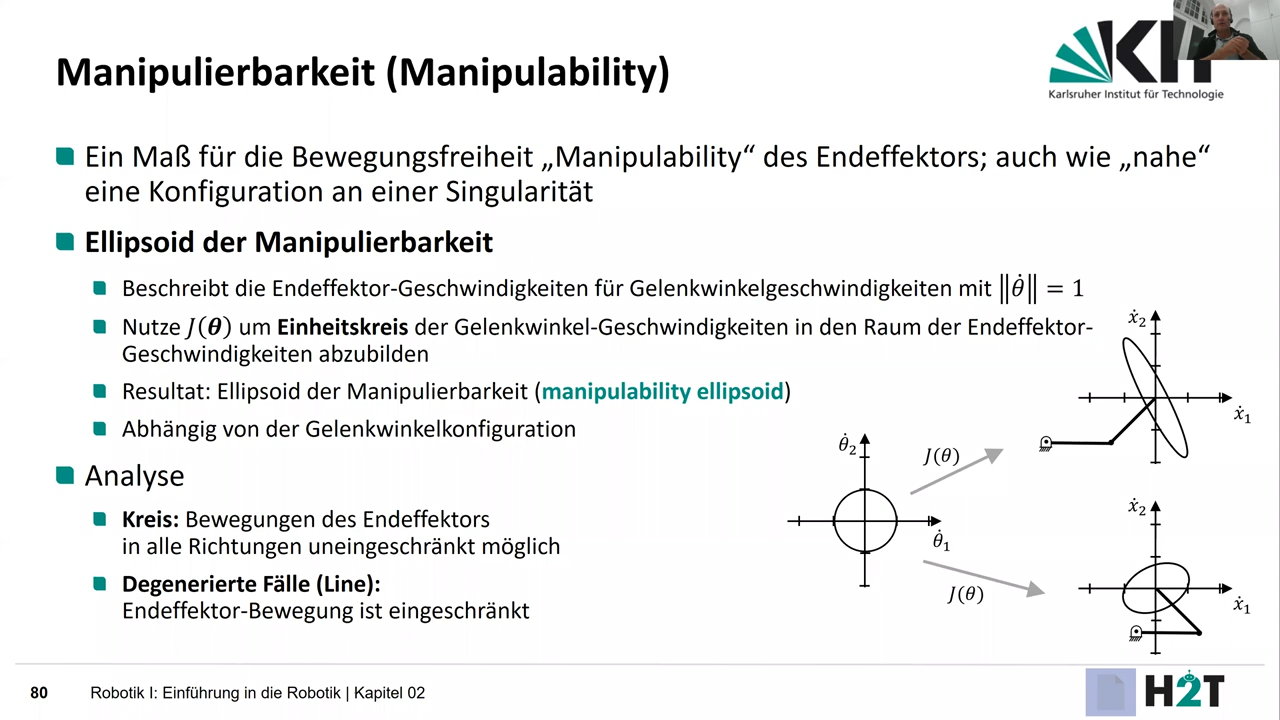 Manipulierbarkeit (Manipulability)
KIT
Karlsruher Institut für Technologie
Ein Maß für die Bewegungsfreiheit „Manipulability“ des Endeffektors; auch wie „nahe“
eine Konfiguration an einer Singularität
Ellipsoid der Manipulierbarkeit
Beschreibt die Endeffektor-Geschwindigkeiten für Gelenkwinkelgeschwindigkeiten mit ‖θ̇‖ = 1
Nutze J(θ) um Einheitskreis der Gelenkwinkel-Geschwindigkeiten in den Raum der Endeffektor-
Geschwindigkeiten abzubilden
Resultat: Ellipsoid der Manipulierbarkeit (manipulability ellipsoid)
Abhängig von der Gelenkwinkelkonfiguration
Analyse
Kreis: Bewegungen des Endeffektors
in alle Richtungen uneingeschränkt möglich
Degenerierte Fälle (Line):
Endeffektor-Bewegung ist eingeschränkt
θ̇₂
θ̇₁
J(θ)
J(θ)
ẋ₂
ẋ₁
ẋ₂
ẋ₁
80
Robotik I: Einführung in die Robotik | Kapitel 02
H2T